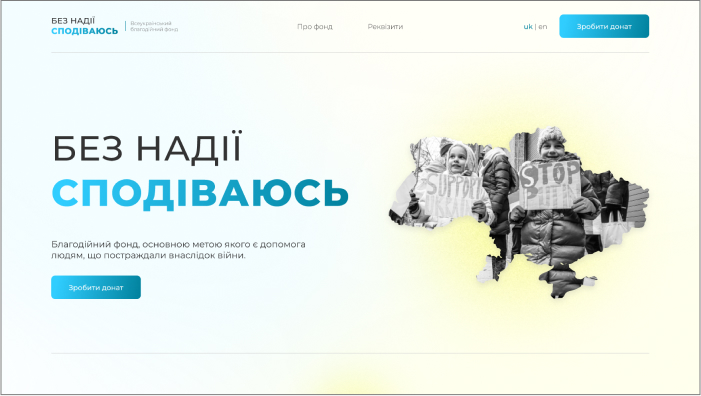 БЕЗ НАДІЇ
СПОДІВАЮСЬ
Всеукраїнський
благодійний фонд
Про фонд
Реквізити
uk | en
Зробити донат
БЕЗ НАДІЇ
СПОДІВАЮСЬ
SUPPORT
STOP
Благодійний фонд, основною метою якого є допомога
людям, що постраждали внаслідок війни.
Зробити донат